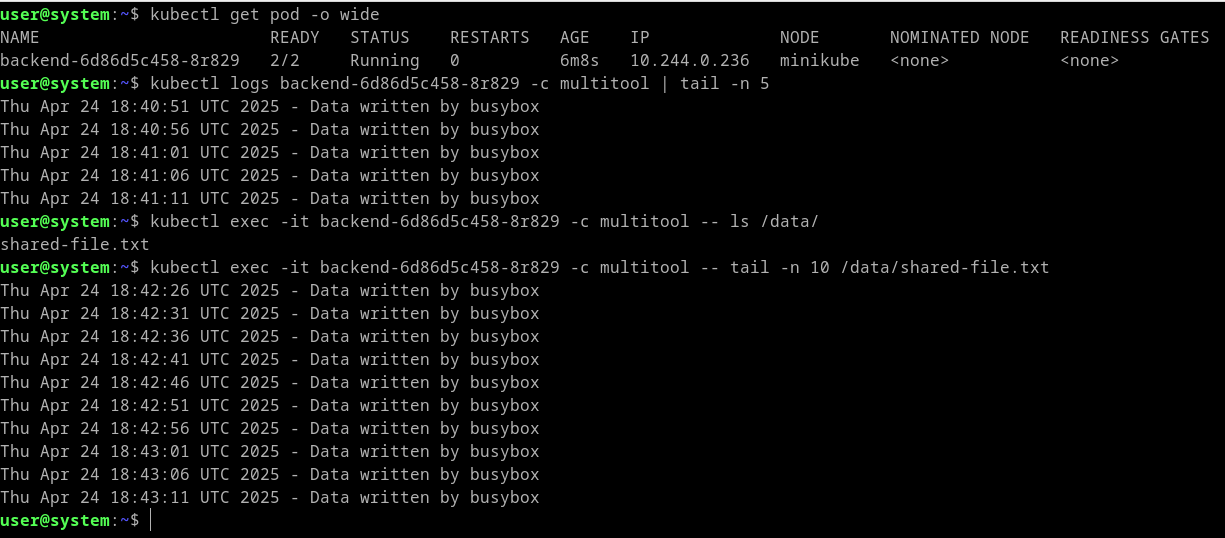 user@system:~$ kubectl get pod -o wide
NAME                       READY   STATUS    RESTARTS   AGE    IP             NODE       NOMINATED NODE   READINESS GATES
backend-6d86d5c458-8r829   2/2     Running   0          6m8s   10.244.0.236   minikube   <none>           <none>
user@system:~$ kubectl logs backend-6d86d5c458-8r829 -c multitool | tail -n 5
Thu Apr 24 18:40:51 UTC 2025 - Data written by busybox
Thu Apr 24 18:40:56 UTC 2025 - Data written by busybox
Thu Apr 24 18:41:01 UTC 2025 - Data written by busybox
Thu Apr 24 18:41:06 UTC 2025 - Data written by busybox
Thu Apr 24 18:41:11 UTC 2025 - Data written by busybox
user@system:~$ kubectl exec -it backend-6d86d5c458-8r829 -c multitool -- ls /data/
shared-file.txt
user@system:~$ kubectl exec -it backend-6d86d5c458-8r829 -c multitool -- tail -n 10 /data/shared-file.txt
Thu Apr 24 18:42:26 UTC 2025 - Data written by busybox
Thu Apr 24 18:42:31 UTC 2025 - Data written by busybox
Thu Apr 24 18:42:36 UTC 2025 - Data written by busybox
Thu Apr 24 18:42:41 UTC 2025 - Data written by busybox
Thu Apr 24 18:42:46 UTC 2025 - Data written by busybox
Thu Apr 24 18:42:51 UTC 2025 - Data written by busybox
Thu Apr 24 18:42:56 UTC 2025 - Data written by busybox
Thu Apr 24 18:43:01 UTC 2025 - Data written by busybox
Thu Apr 24 18:43:06 UTC 2025 - Data written by busybox
Thu Apr 24 18:43:11 UTC 2025 - Data written by busybox
user@system:~$